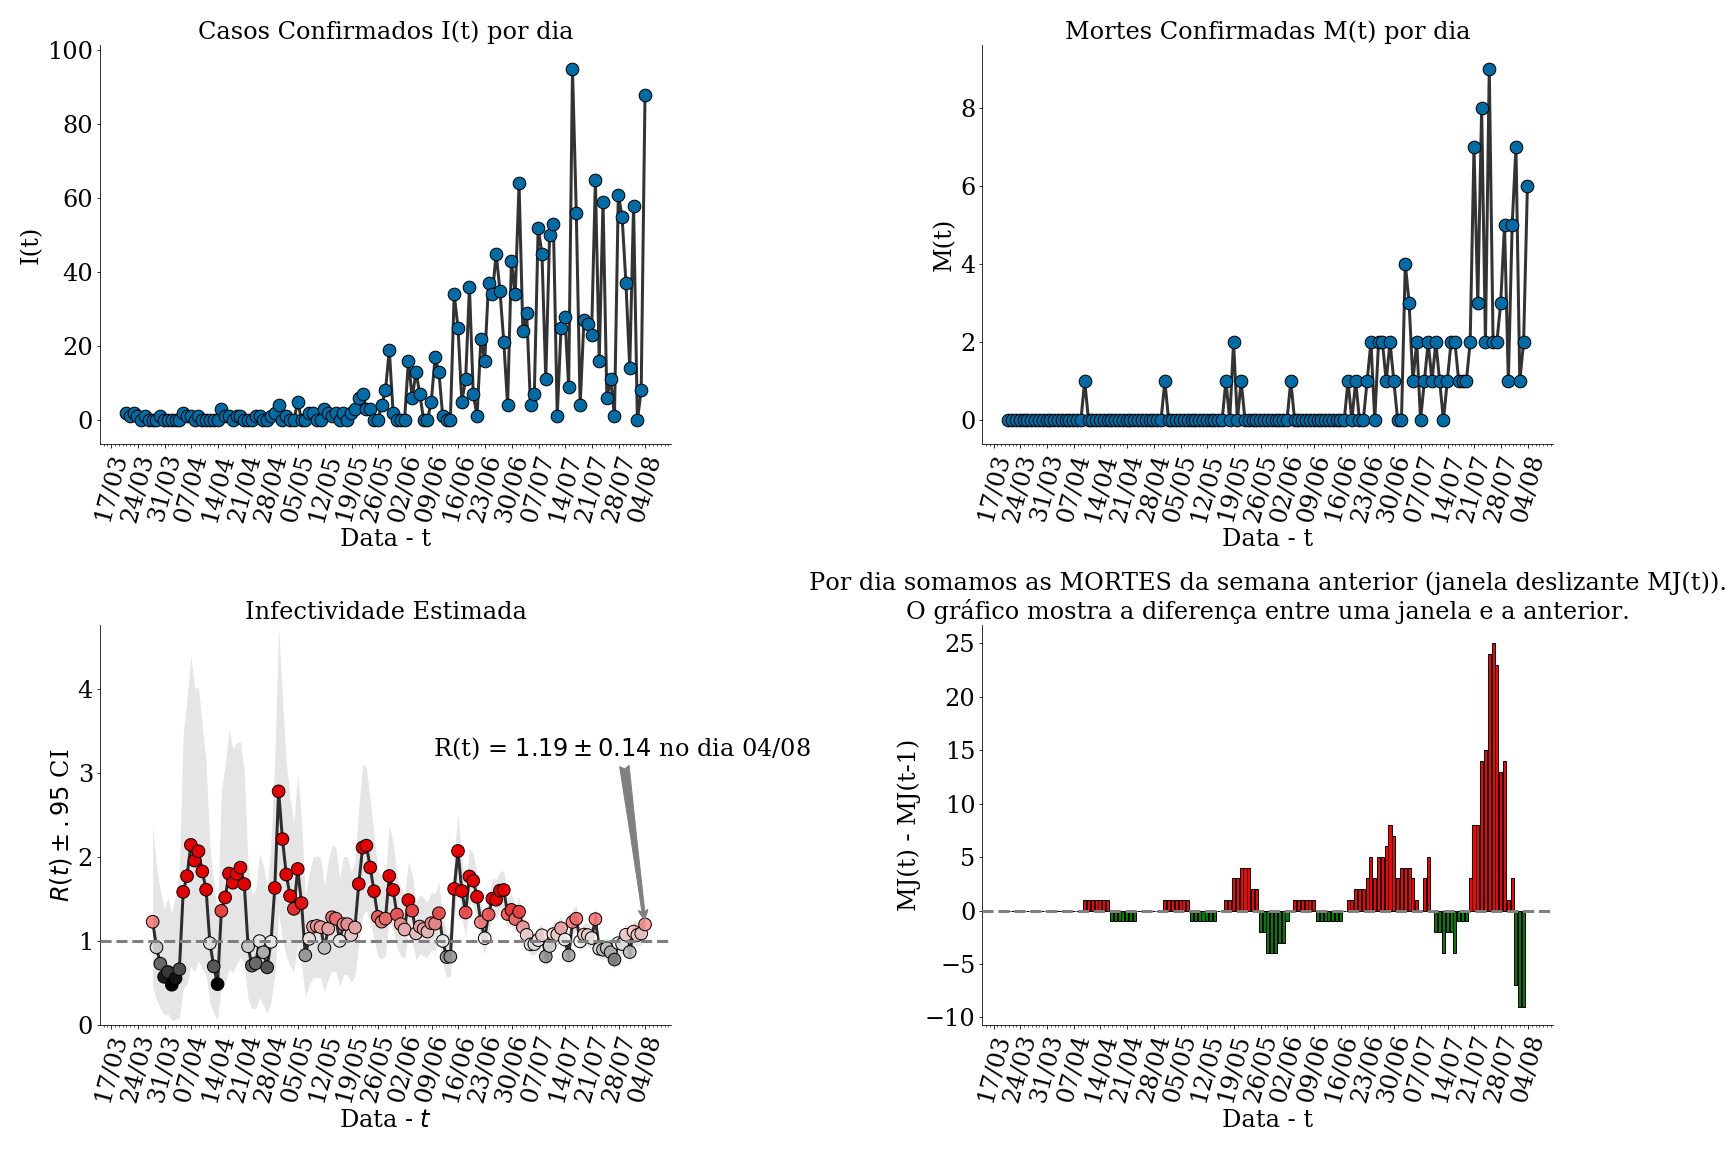 Casos Confirmados I(t) por dia
100
80
60
40
20
0
I(t)
17/03 24/03 31/03 07/04 14/04 21/04 28/04 05/05 12/05 19/05 26/05 02/06 09/06 16/06 23/06 30/06 07/07 14/07 21/07 28/07 04/08
Data - t
Mortes Confirmadas M(t) por dia
8
6
4
2
0
M(t)
17/03 24/03 31/03 07/04 14/04 21/04 28/04 05/05 12/05 19/05 26/05 02/06 09/06 16/06 23/06 30/06 07/07 14/07 21/07 28/07 04/08
Data - t
Infectividade Estimada
4
3
2
1
0
R(t) ± .95 CI
R(t) = 1.19 ± 0.14 no dia 04/08
17/03 24/03 31/03 07/04 14/04 21/04 28/04 05/05 12/05 19/05 26/05 02/06 09/06 16/06 23/06 30/06 07/07 14/07 21/07 28/07 04/08
Data - t
Por dia somamos as MORTES da semana anterior (janela deslizante MJ(t)).
O gráfico mostra a diferença entre uma janela e a anterior.
25
20
15
10
5
0
−5
−10
MJ(t) - MJ(t-1)
17/03 24/03 31/03 07/04 14/04 21/04 28/04 05/05 12/05 19/05 26/05 02/06 09/06 16/06 23/06 30/06 07/07 14/07 21/07 28/07 04/08
Data - t